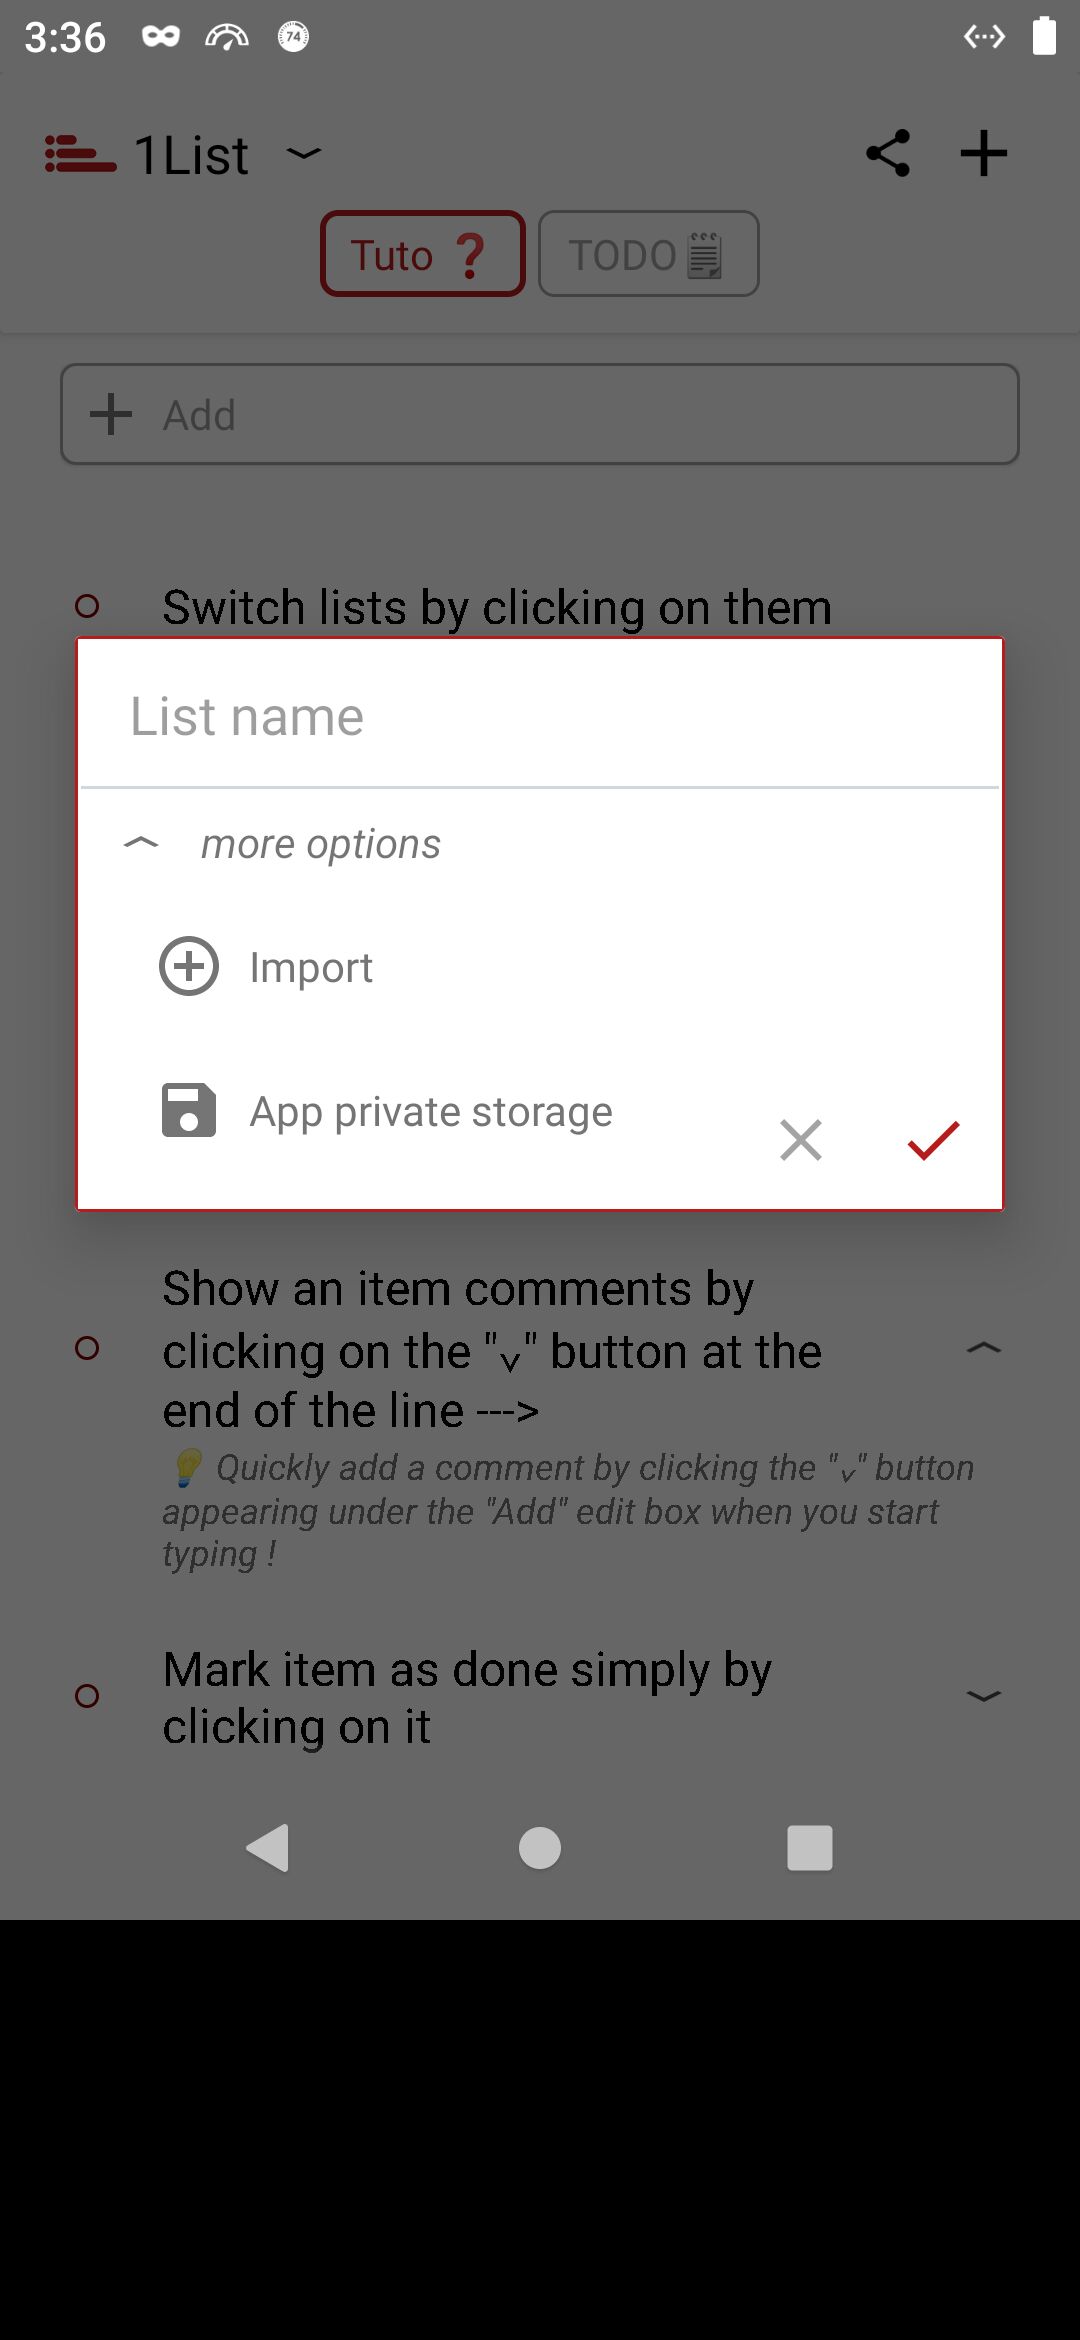 3:36
74
1List
Tuto ❓
TODO🗒
Add
Switch lists by clicking on them
List name
more options
Import
App private storage
Show an item comments by
clicking on the "˅" button at the
end of the line --->
💡 Quickly add a comment by clicking the "˅" button
appearing under the "Add" edit box when you start
typing !
Mark item as done simply by
clicking on it